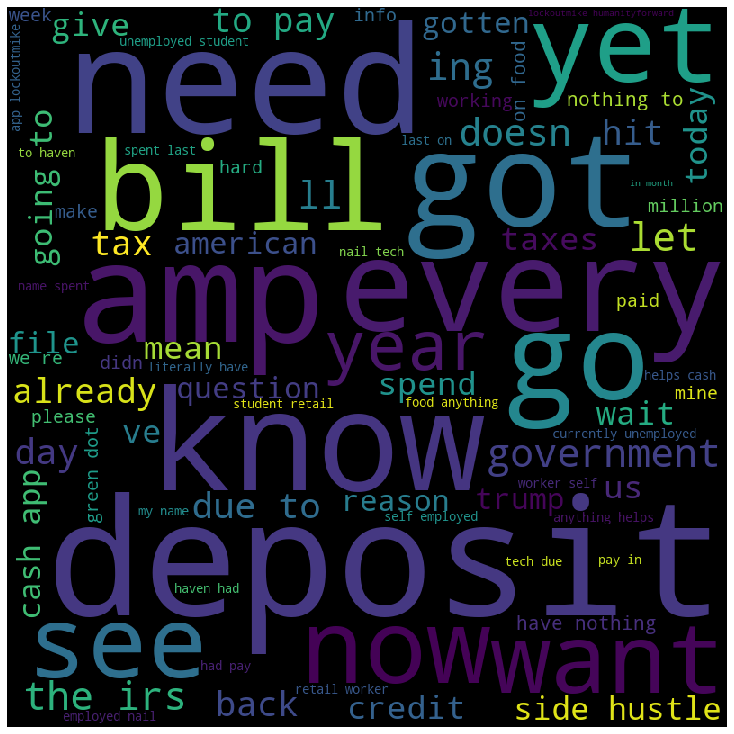 week
give
to pay
info
gotten
lockoutmike humanityforward
unemployed student
app lockoutmike
need
ing
on food
yet
working
nothing to
doesn
hit
today
going to
to haven
bill
spent last
hard
ll
make
last on
got
in month
million
tax
american
nail tech
taxes
let
amp
every
name spent
paid
file
we re
mean
didn
literally have
year
go
helps cash
already
question
spend
mine
student retail
food anything
please
ve
know
wait
currently unemployed
day
green dot
government
cash app
my name
due to
reason
self employed
worker self
trump
us
anything helps
deposit
tech due
pay in
haven had
see
now
want
have nothing
had pay
the irs
back
retail worker
credit
side hustle
employed nail